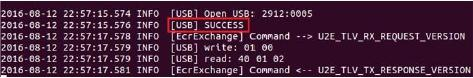 2016-08-12 22:57:15.574 INFO [USB] Open USB: 2912:0005
2016-08-12 22:57:15.576 INFO [USB] SUCCESS
2016-08-12 22:57:17.576 INFO [EcrExchange] Command --> U2E_TLV_RX_REQUEST_VERSION
2016-08-12 22:57:17.578 INFO [USB] write: 01 00
2016-08-12 22:57:17.579 INFO [USB] read: 40 01 02
2016-08-12 22:57:17.581 INFO [EcrExchange] Command <-- U2E_TLV_TX_RESPONSE_VERSION